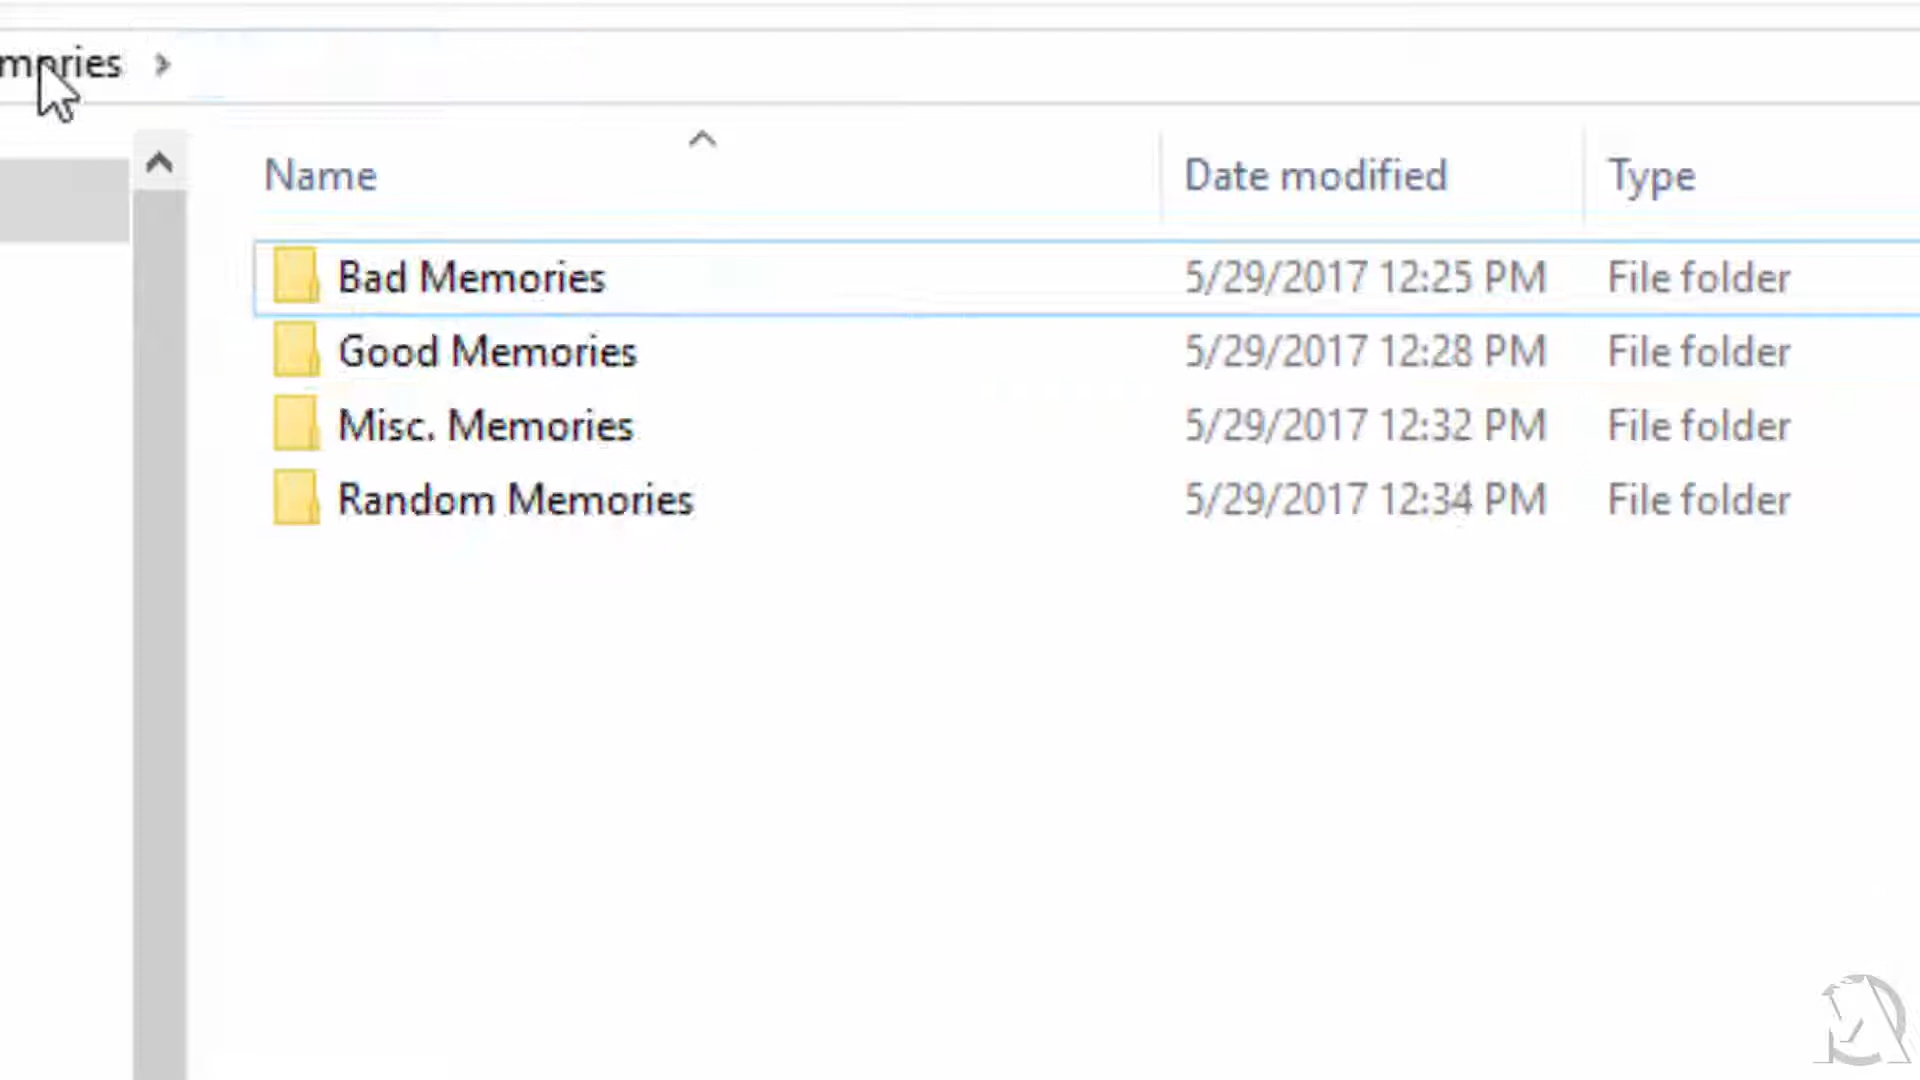 mories >
Name Date modified Type
Bad Memories 5/29/2017 12:25 PM File folder
Good Memories 5/29/2017 12:28 PM File folder
Misc. Memories 5/29/2017 12:32 PM File folder
Random Memories 5/29/2017 12:34 PM File folder